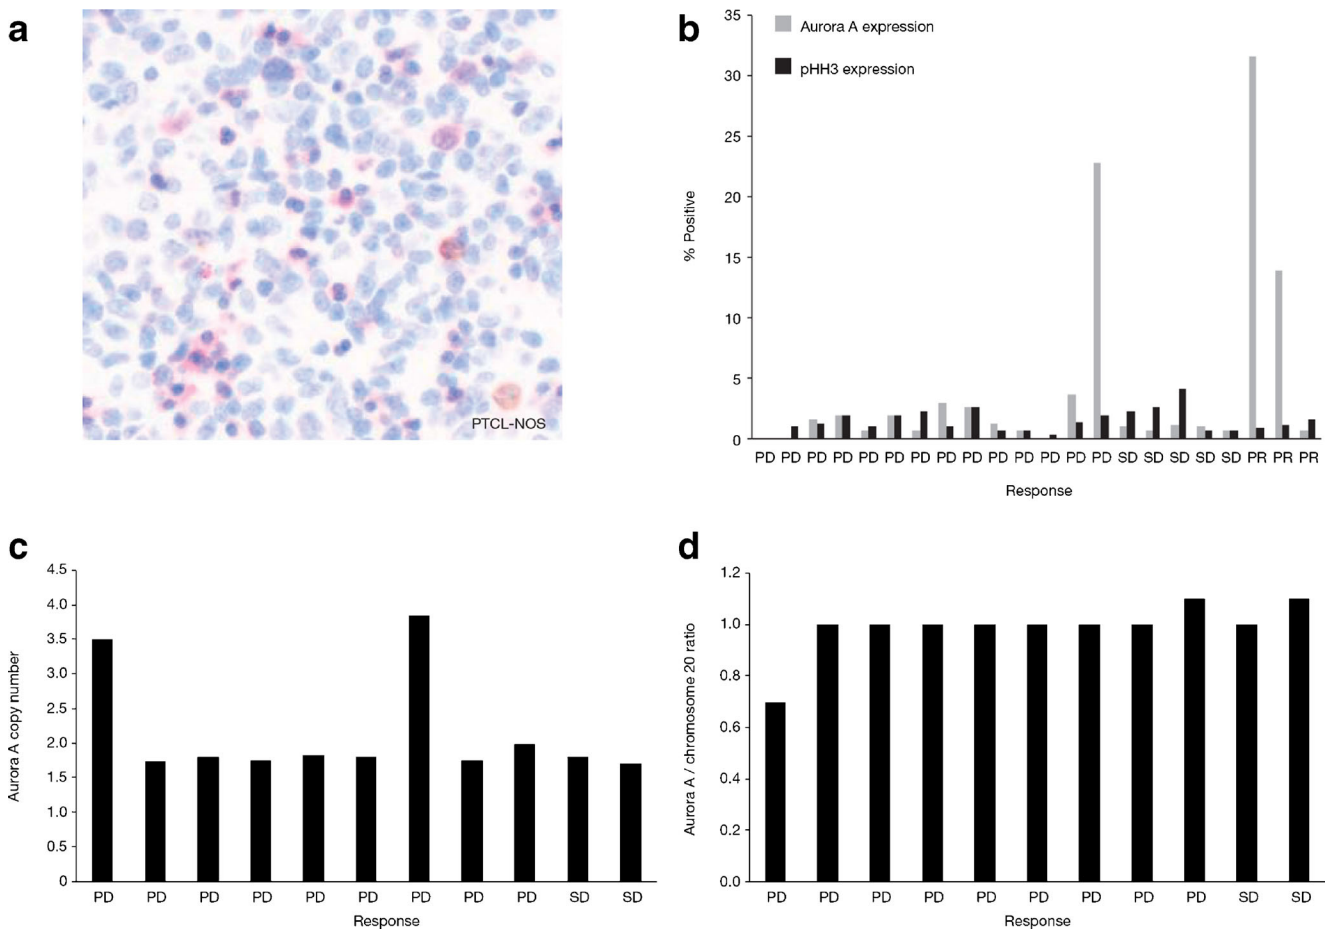 a
PTCL-NOS
b
Aurora A expression
pHH3 expression
35
30
25
20
15
10
5
0
% Positive
PD PD PD PD PD PD PD PD PD PD PD PD PD PD SD SD SD SD SD PR PR PR
Response
c
4.5
4.0
3.5
3.0
2.5
2.0
1.5
1.0
0.5
0
Aurora A copy number
PD PD PD PD PD PD PD PD PD SD SD
Response
d
1.2
1.0
0.8
0.6
0.4
0.2
0.0
Aurora A / chromosome 20 ratio
PD PD PD PD PD PD PD PD PD SD SD
Response